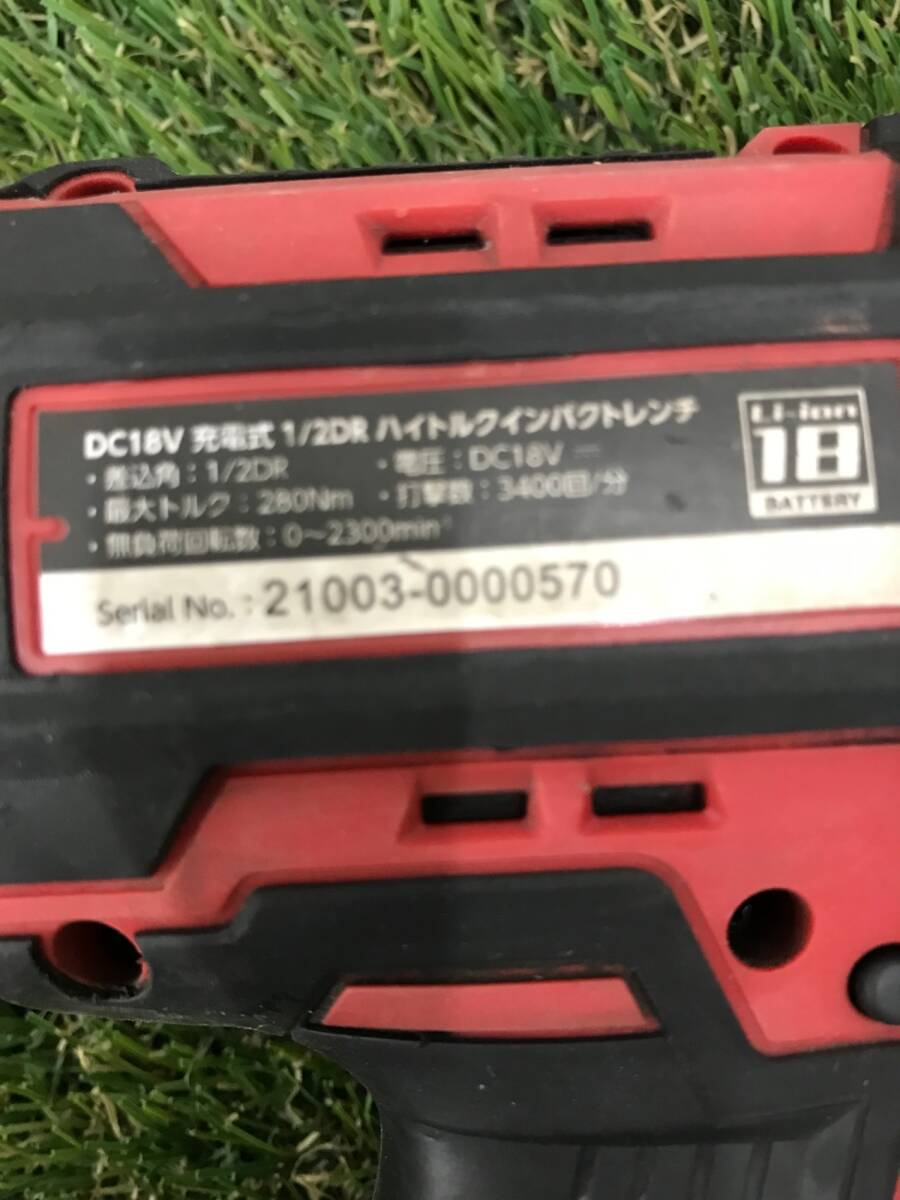 DC18V 充電式 1/2DR ハイトルクインパクトレンチ
・差込角：1/2DR ・電圧：DC18V ⎓
・最大トルク：280Nm ・打撃数：3400回/分
・無負荷回転数：0〜2300min⁻¹
Serial No.：21003-0000570
Li-ion
18
BATTERY